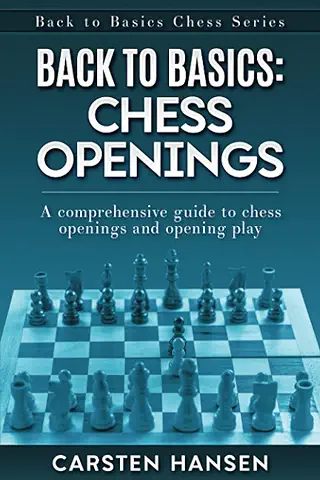 Back to Basics Chess Series
BACK TO BASICS:
CHESS
OPENINGS
A comprehensive guide to chess
openings and opening play
CARSTEN HANSEN